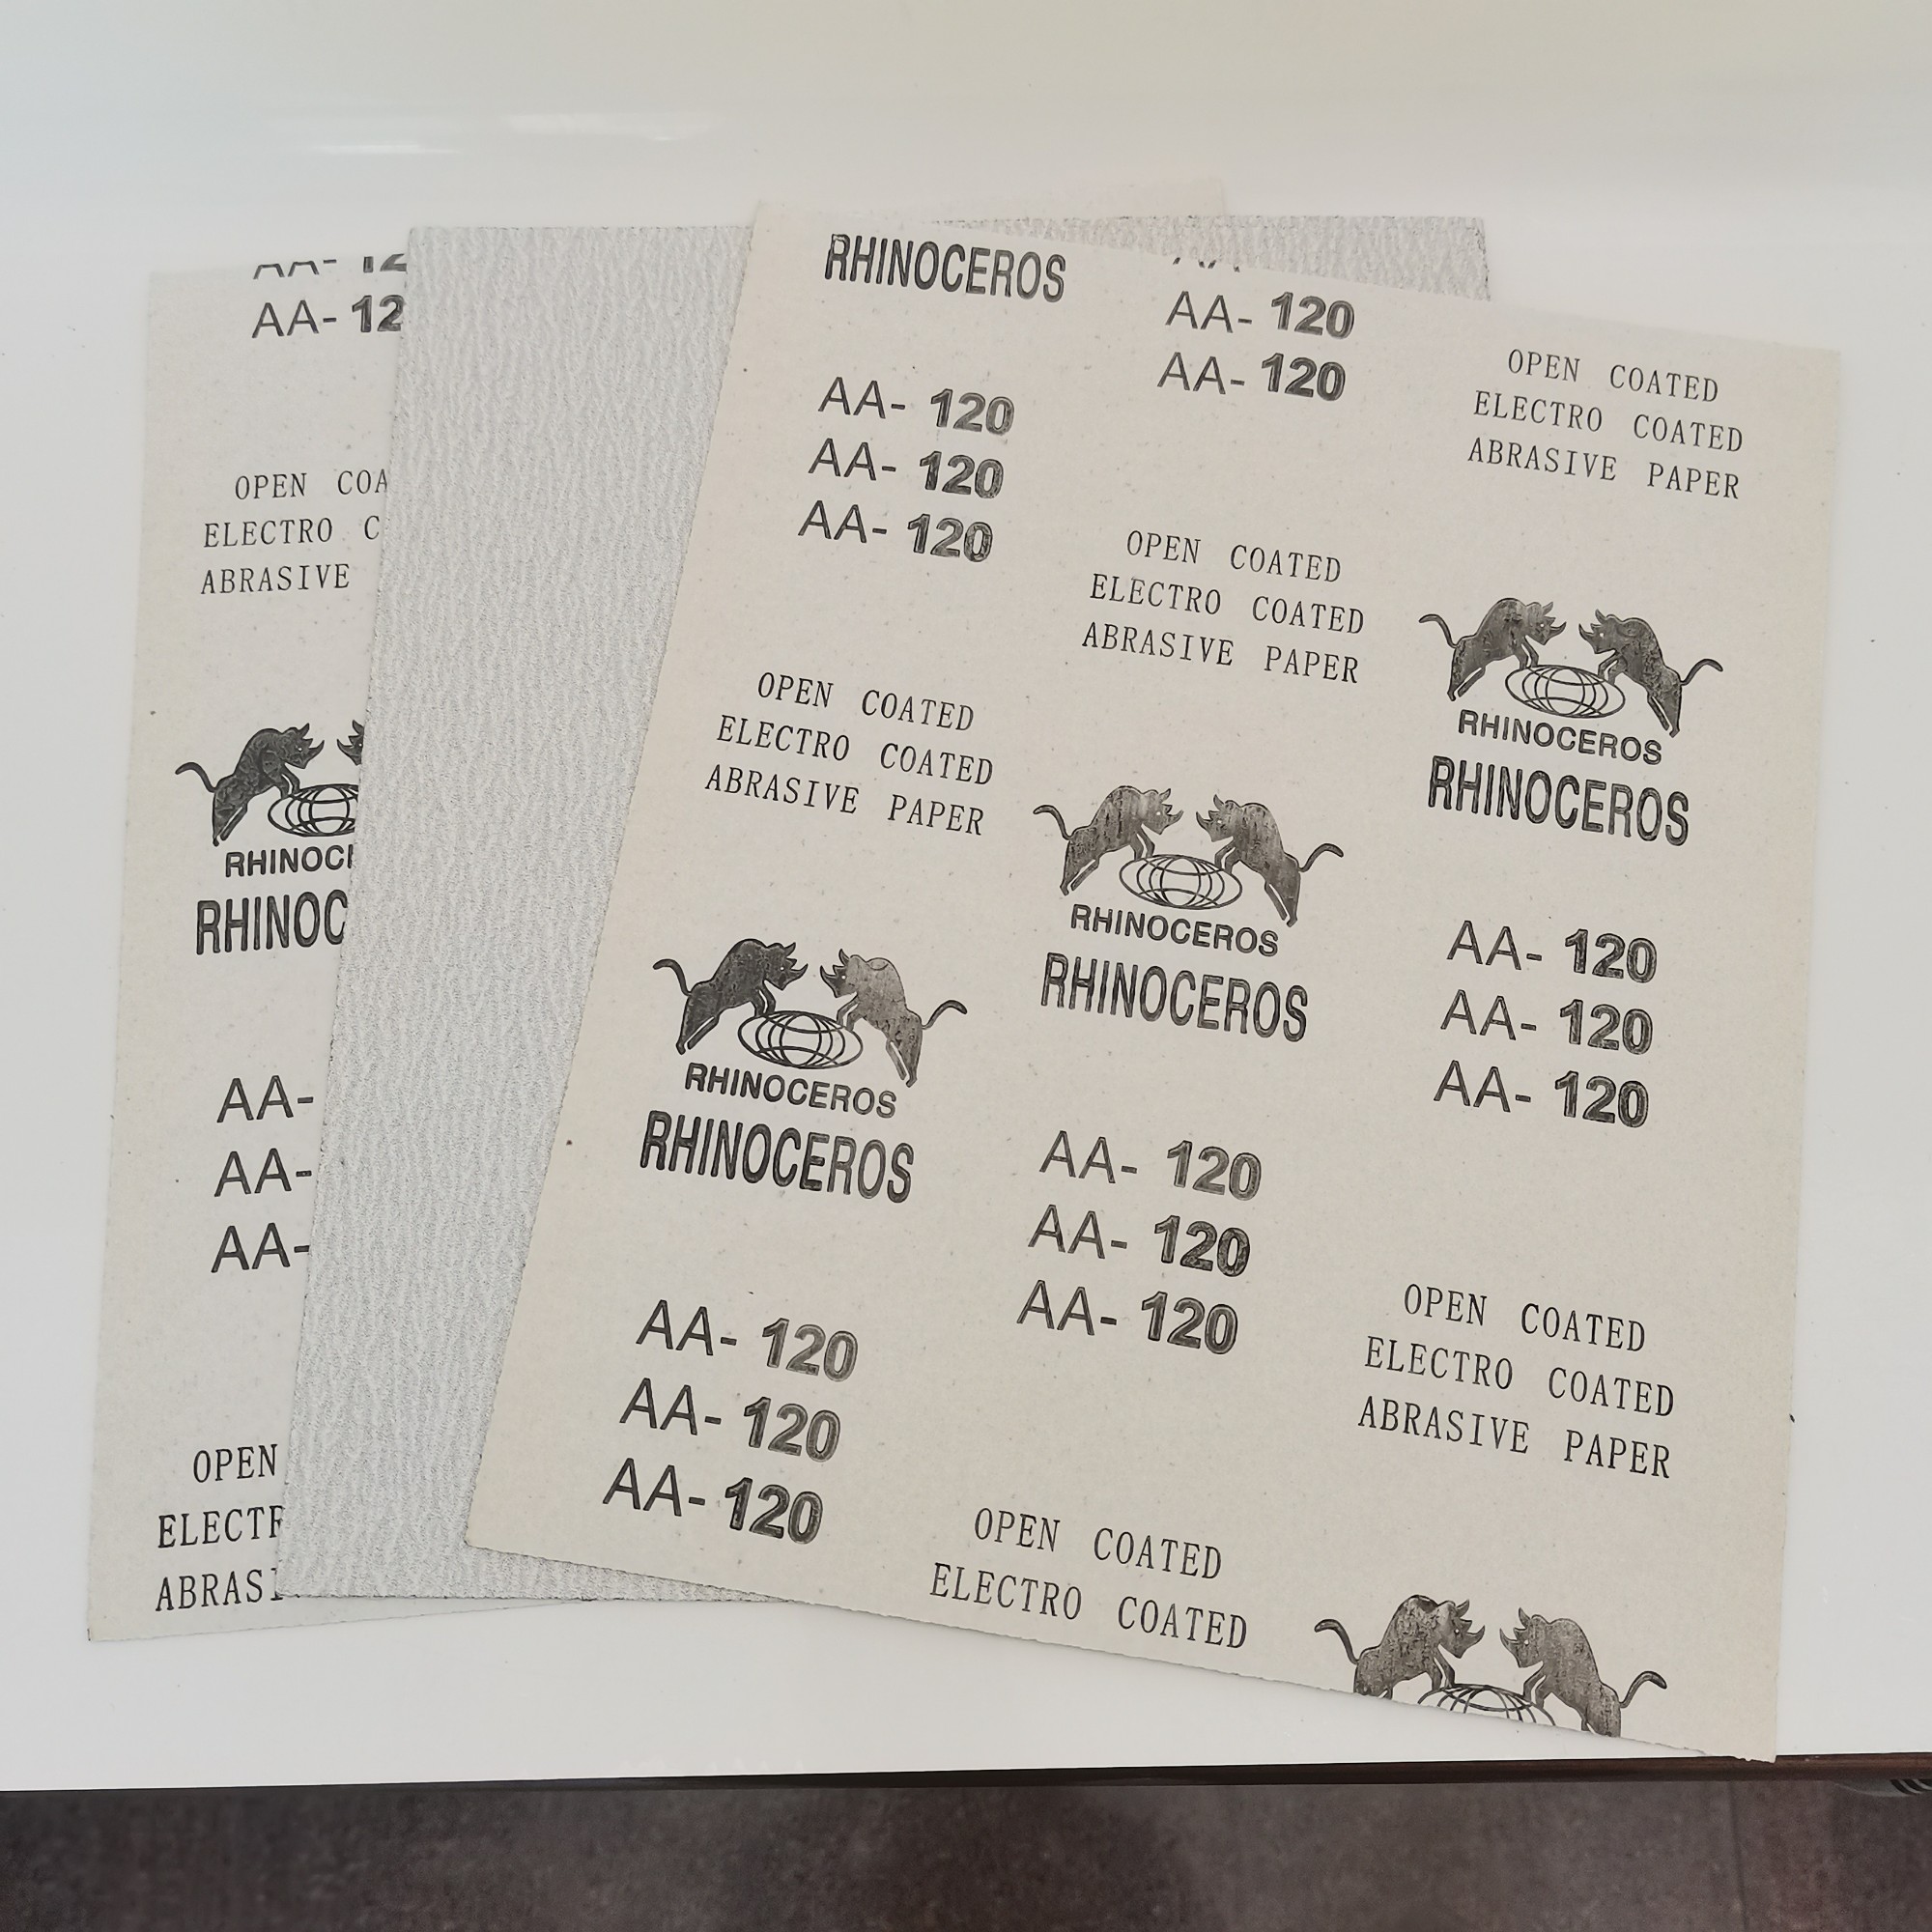 AA- 12
OPEN COA
ELECTRO C
ABRASIVE
RHINOC
RHINOC
AA-
AA-
AA-
OPEN
ELECTR
ABRASI
RHINOCEROS
AA- 120
AA- 120
AA- 120
OPEN COATED
ELECTRO COATED
ABRASIVE PAPER
RHINOCEROS
RHINOCEROS
AA- 120
AA- 120
AA- 120
AA- 120
AA- 120
OPEN COATED
ELECTRO COATED
ABRASIVE PAPER
RHINOCEROS
RHINOCEROS
AA- 120
AA- 120
AA- 120
OPEN COATED
ELECTRO COATED
OPEN COATED
ELECTRO COATED
ABRASIVE PAPER
RHINOCEROS
RHINOCEROS
AA- 120
AA- 120
AA- 120
OPEN COATED
ELECTRO COATED
ABRASIVE PAPER